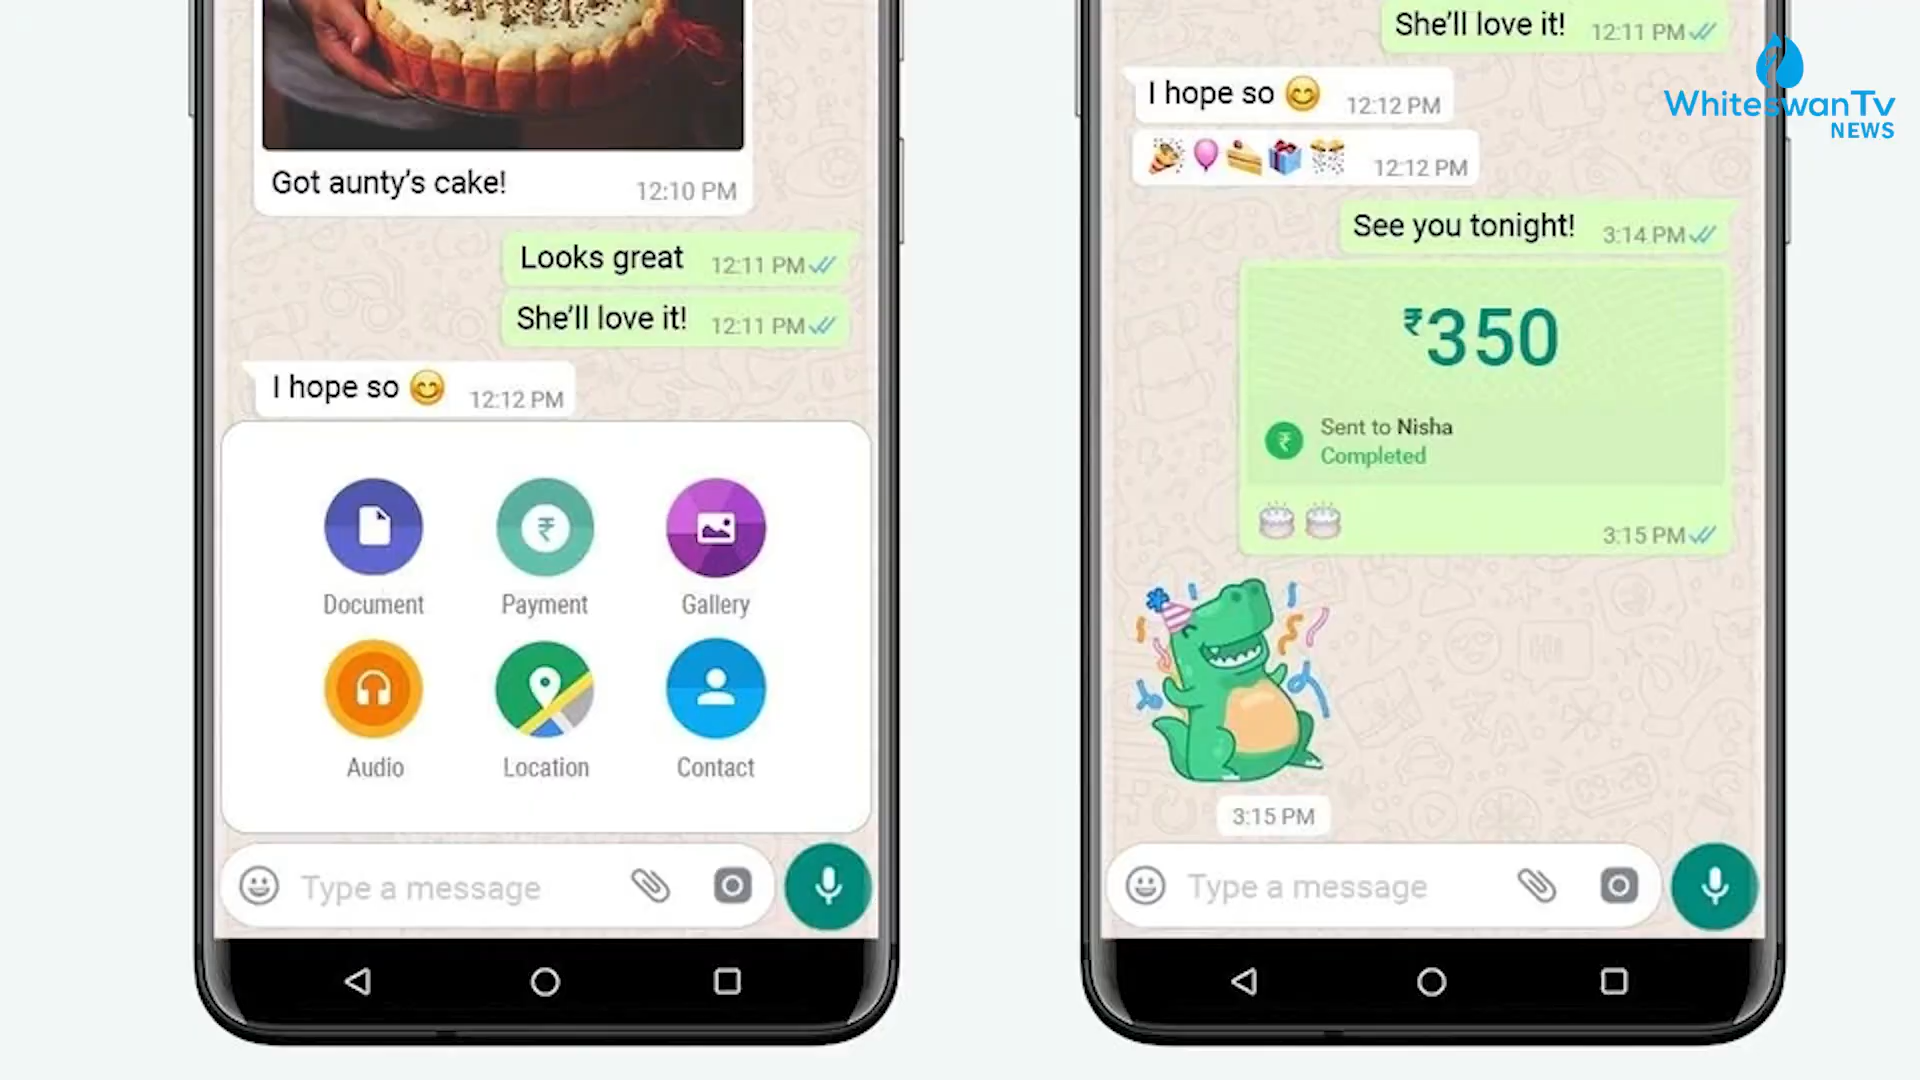 Got aunty's cake! 12:10 PM
Looks great 12:11 PM
She'll love it! 12:11 PM
I hope so 😊 12:12 PM
Document Payment Gallery
Audio Location Contact
Type a message
She'll love it! 12:11 PM
I hope so 😊 12:12 PM
12:12 PM
See you tonight! 3:14 PM
₹350
Sent to Nisha
Completed
3:15 PM
3:15 PM
Type a message
WhiteswanTv
NEWS